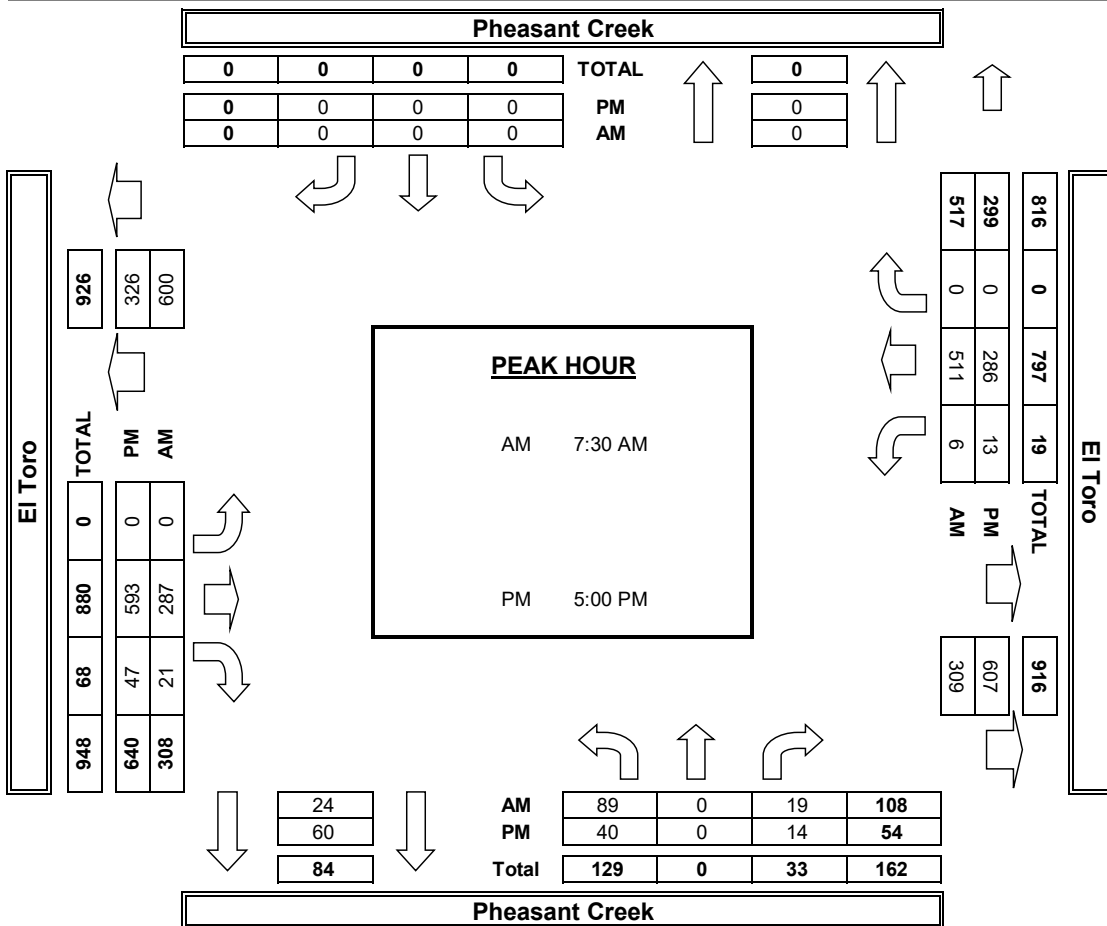 Pheasant Creek
0 0 0 0 TOTAL 0
0 0 0 0 PM 0
0 0 0 0 AM 0
El Toro
926
326
600
TOTAL 0 880 68 948
PM 0 593 47 640
AM 0 287 21 308
PEAK HOUR
AM 7:30 AM
PM 5:00 PM
816 0 797 19 TOTAL
299 0 286 13 PM
517 0 511 6 AM
916
607
309
El Toro
24 AM 89 0 19 108
60 PM 40 0 14 54
84 Total 129 0 33 162
Pheasant Creek